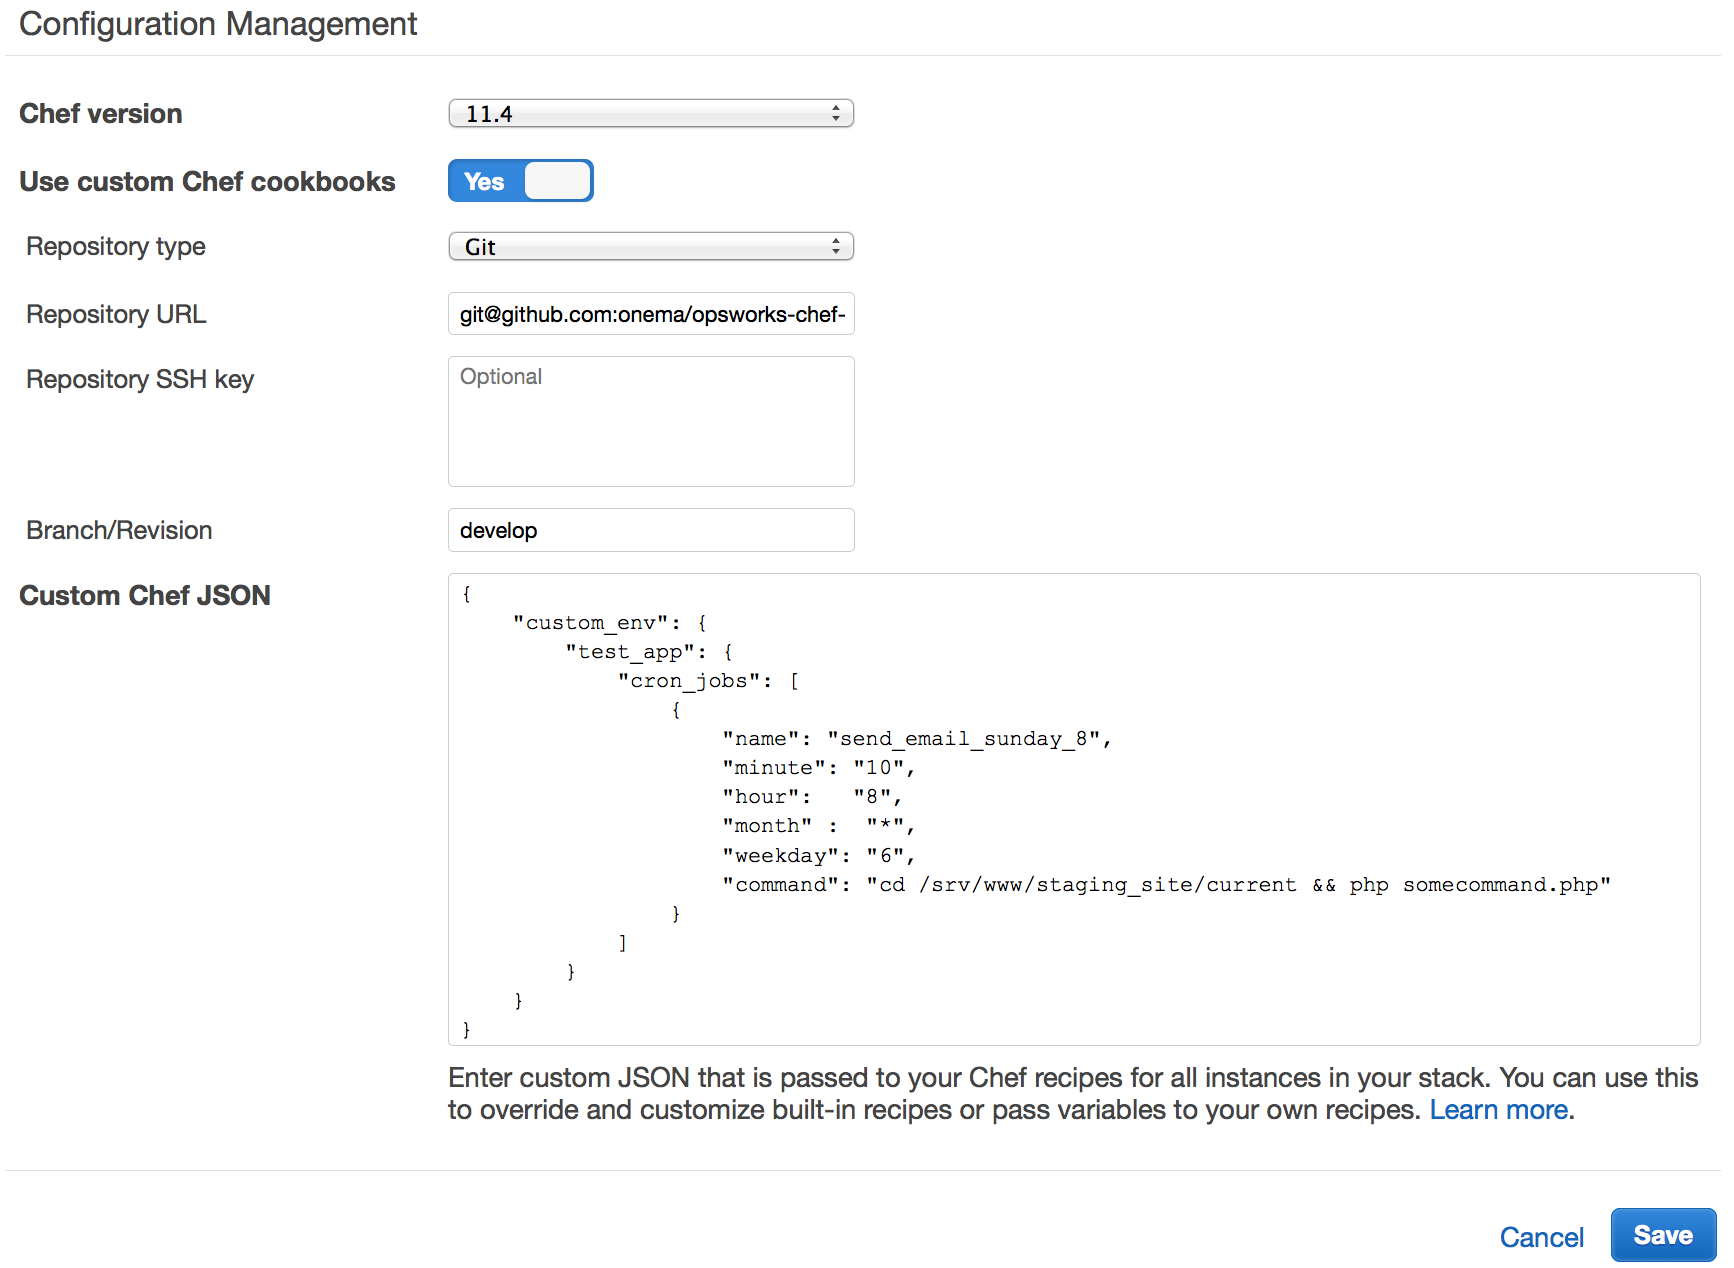 Configuration Management
Chef version
11.4
Use custom Chef cookbooks
Yes
Repository type
Git
Repository URL
git@github.com:onema/opsworks-chef-
Repository SSH key
Optional
Branch/Revision
develop
Custom Chef JSON
{
    "custom_env": {
        "test_app": {
            "cron_jobs": [
                {
                    "name": "send_email_sunday_8",
                    "minute": "10",
                    "hour":   "8",
                    "month" :  "*",
                    "weekday": "6",
                    "command": "cd /srv/www/staging_site/current && php somecommand.php"
                }
            ]
        }
    }
}
Enter custom JSON that is passed to your Chef recipes for all instances in your stack. You can use this
to override and customize built-in recipes or pass variables to your own recipes. Learn more.
Cancel
Save